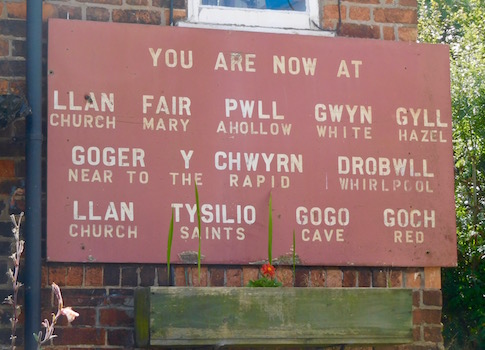 YOU ARE NOW AT
LLAN FAIR PWLL GWYN GYLL
CHURCH MARY AHOLLOW WHITE HAZEL
GOGER Y CHWYRN DROBWLL
NEAR TO THE RAPID WHIRLPOOL
LLAN TYSILIO GOGO GOCH
CHURCH SAINTS CAVE RED